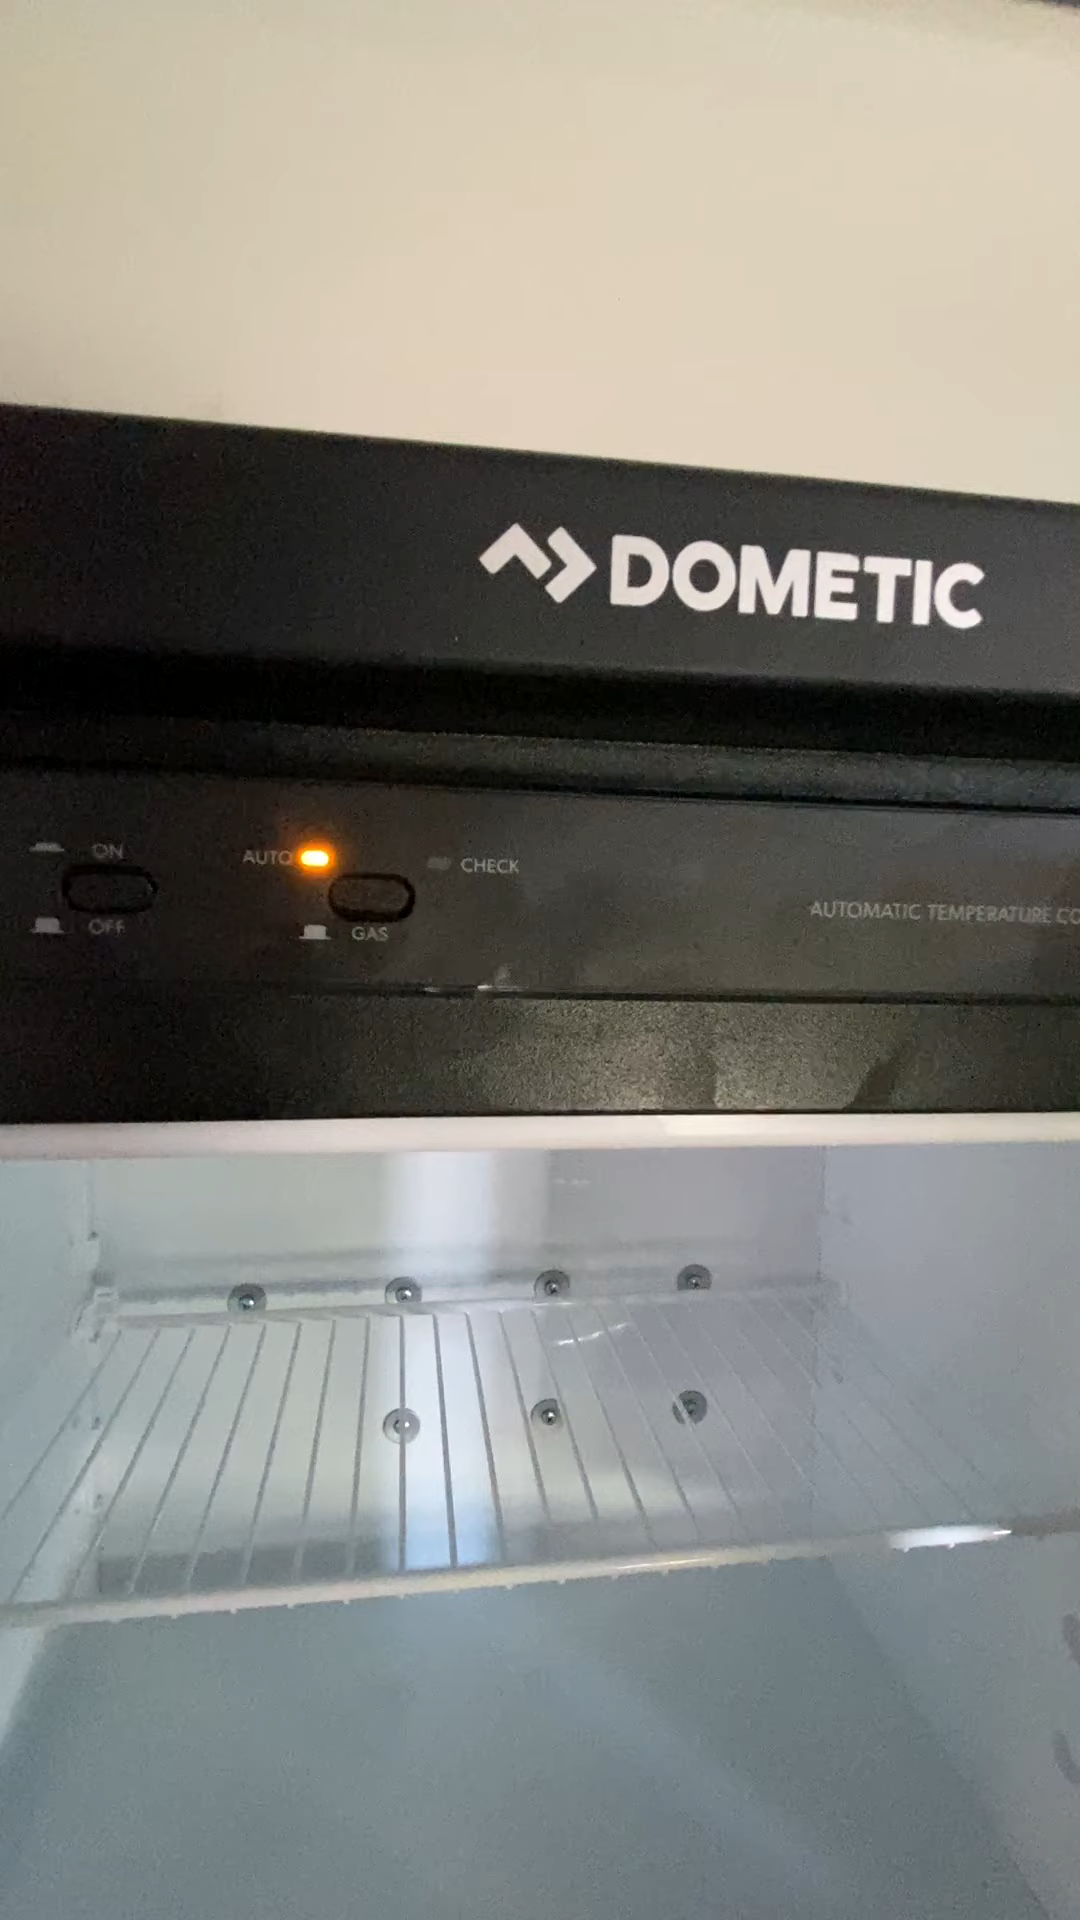 DOMETIC
ON
OFF
AUTO
GAS
CHECK
AUTOMATIC TEMPERATURE